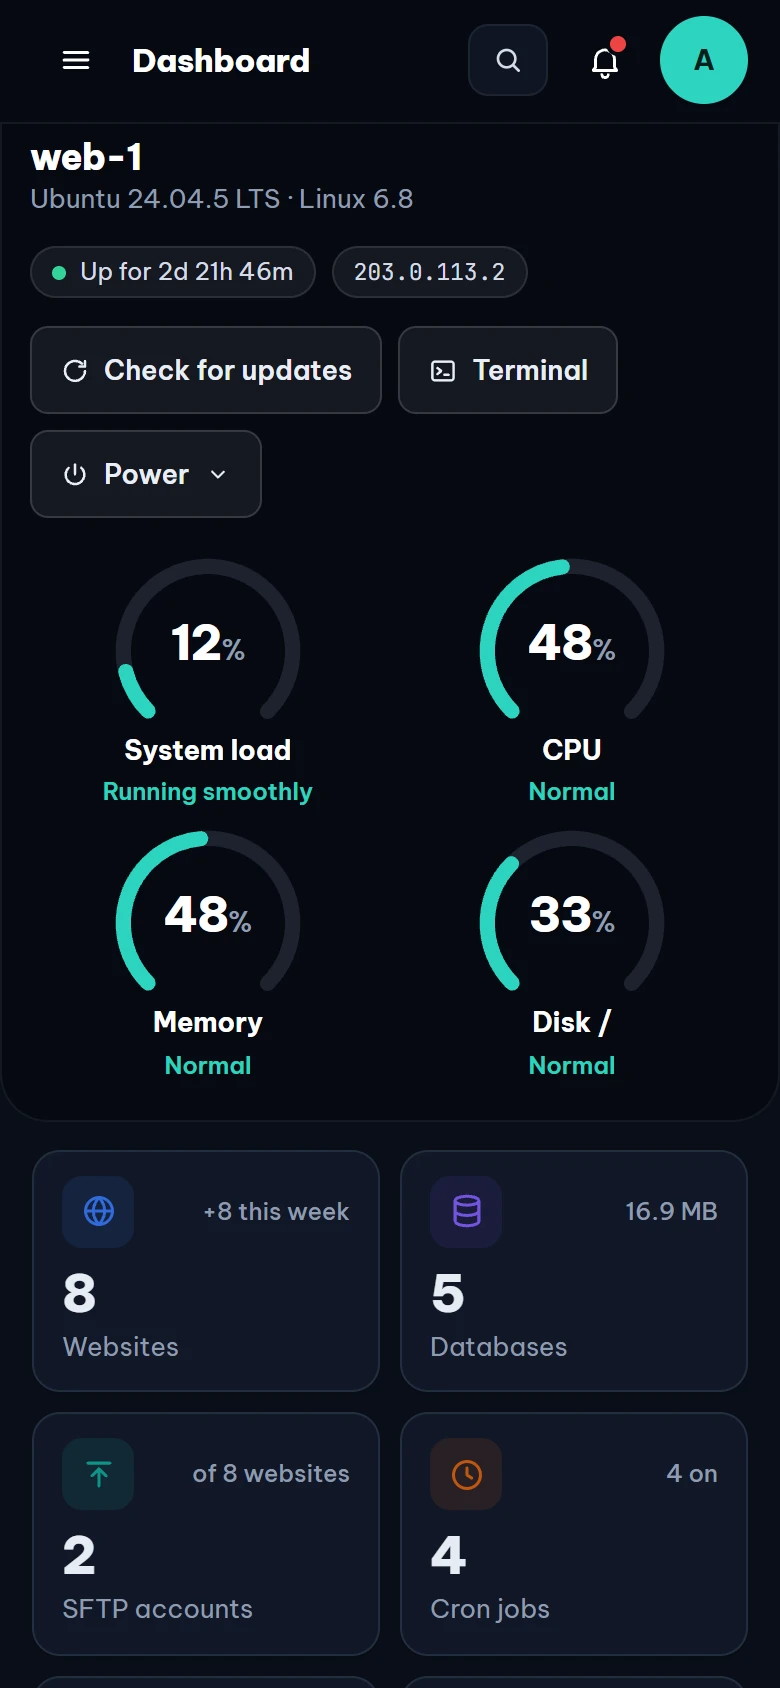 Dashboard
A
web-1
Ubuntu 24.04.5 LTS · Linux 6.8
Up for 2d 21h 46m
203.0.113.2
Check for updates
Terminal
Power
12%
System load
Running smoothly
48%
CPU
Normal
48%
Memory
Normal
33%
Disk /
Normal
+8 this week
8
Websites
16.9 MB
5
Databases
of 8 websites
2
SFTP accounts
4 on
4
Cron jobs